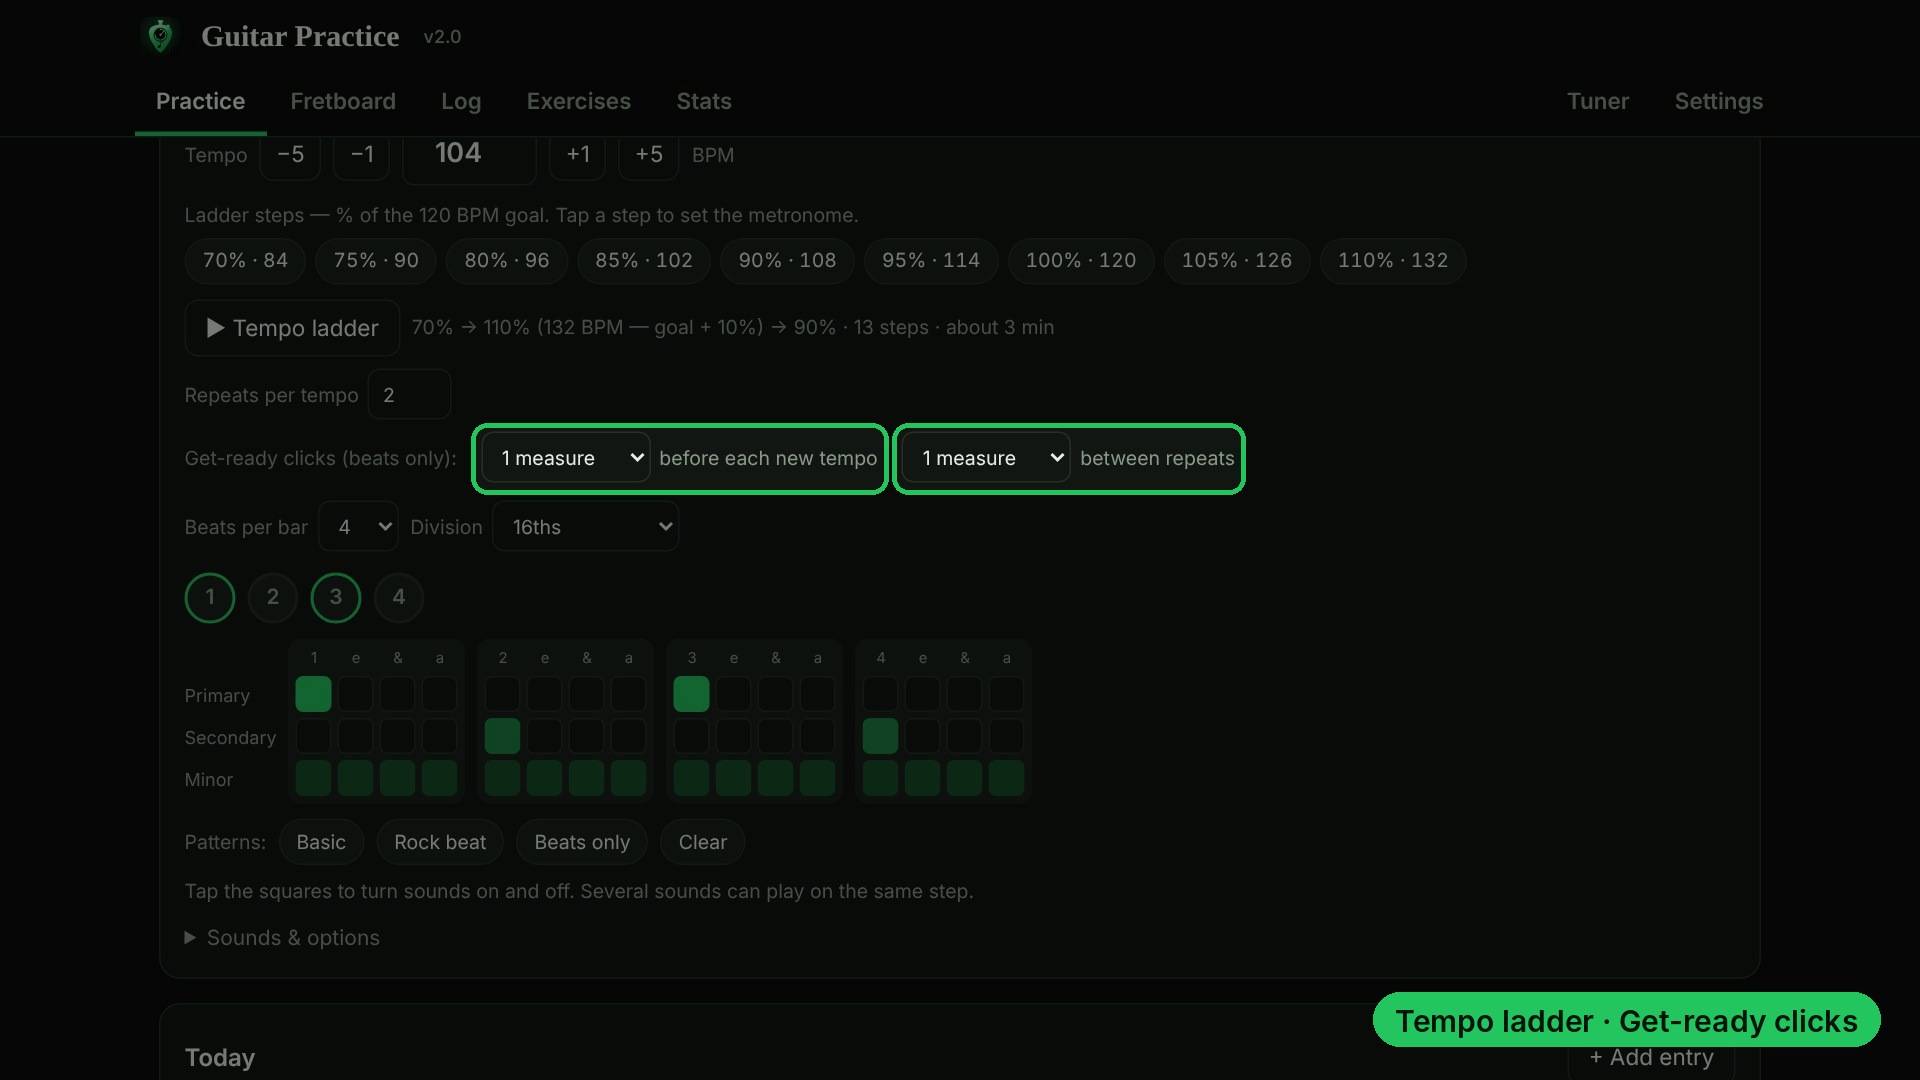 Guitar Practice v2.0
Practice Fretboard Log Exercises Stats Tuner Settings
Tempo −5 −1 104 +1 +5 BPM
Ladder steps — % of the 120 BPM goal. Tap a step to set the metronome.
70% · 84 75% · 90 80% · 96 85% · 102 90% · 108 95% · 114 100% · 120 105% · 126 110% · 132
▶ Tempo ladder 70% → 110% (132 BPM — goal + 10%) → 90% · 13 steps · about 3 min
Repeats per tempo 2
Get-ready clicks (beats only): 1 measure before each new tempo 1 measure between repeats
Beats per bar 4 Division 16ths
1 2 3 4
1 e & a 2 e & a 3 e & a 4 e & a
Primary
Secondary
Minor
Patterns: Basic Rock beat Beats only Clear
Tap the squares to turn sounds on and off. Several sounds can play on the same step.
▶ Sounds & options
Tempo ladder · Get-ready clicks
Today + Add entry